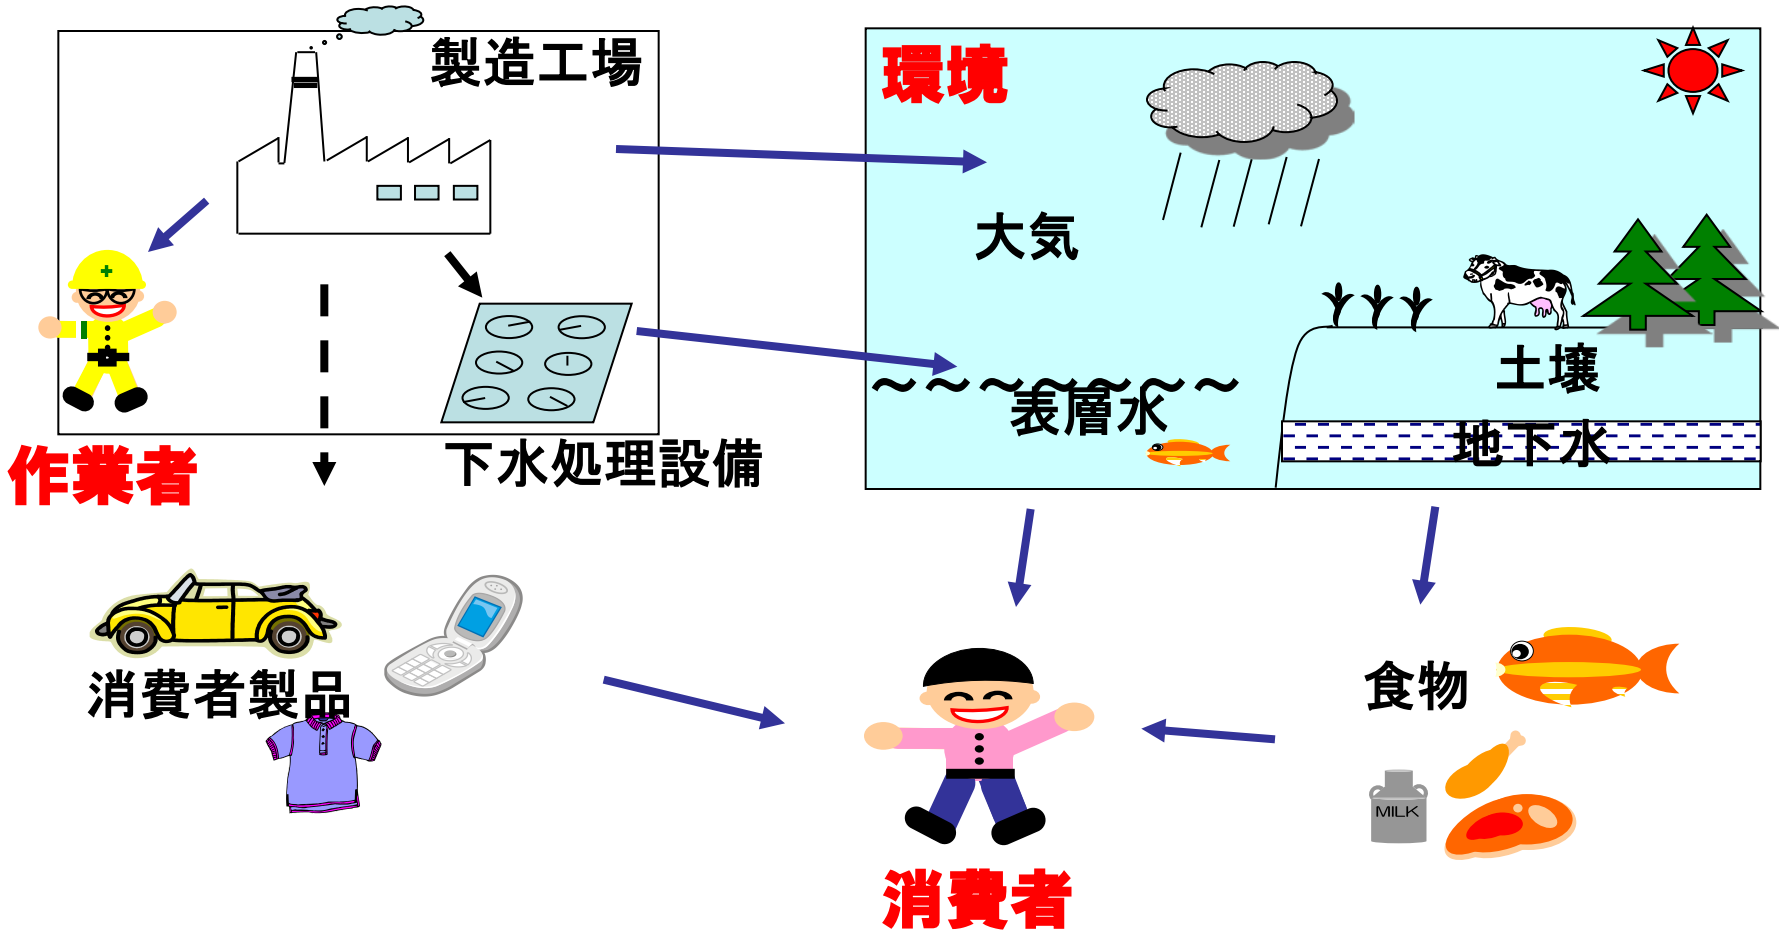 製造工場
環境
大気
土壌
表層水
地下水
下水処理設備
作業者
消費者製品
食物
MILK
消費者